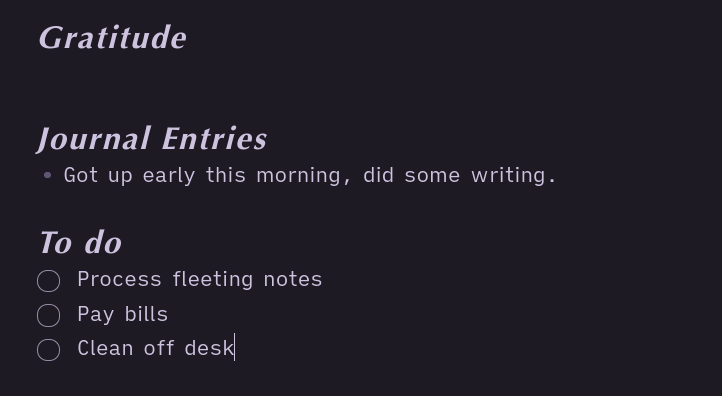 Gratitude
Journal Entries
Got up early this morning, did some writing.
To do
Process fleeting notes
Pay bills
Clean off desk